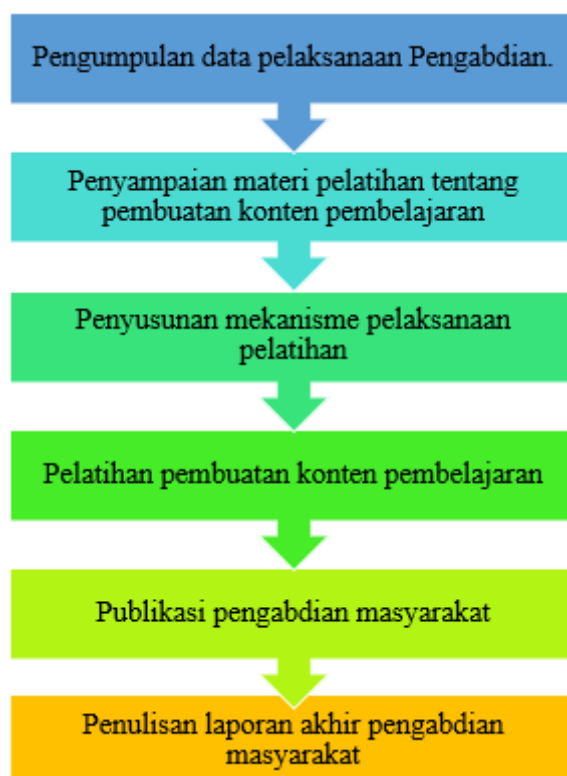 Pengumpulan data pelaksanaan Pengabdian.
Penyampaian materi pelatihan tentang
pembuatan konten pembelajaran
Penyusunan mekanisme pelaksanaan
pelatihan
Pelatihan pembuatan konten pembelajaran
Publikasi pengabdian masyarakat
Penulisan laporan akhir pengabdian
masyarakat